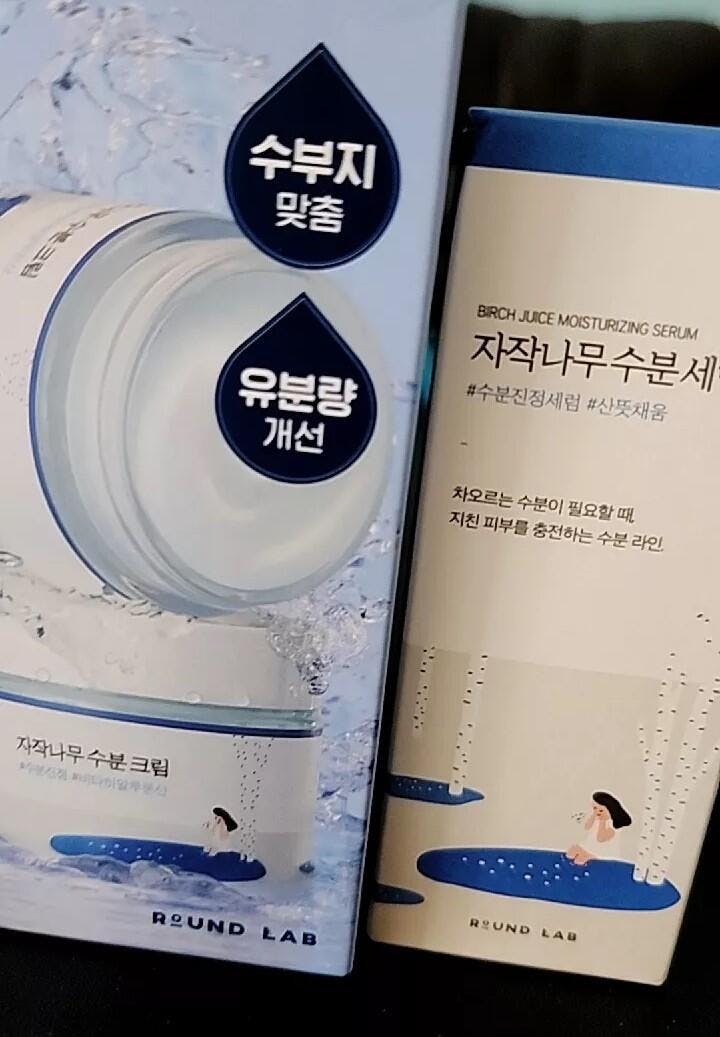 수부지
맞춤
유분량
개선
자작나무 수분 크림
ROUND LAB
BIRCH JUICE MOISTURIZING SERUM
자작나무 수분 세
#수분진정세럼 #산뜻채움
차오르는 수분이 필요할 때,
지친 피부를 충전하는 수분 라인.
ROUND LAB